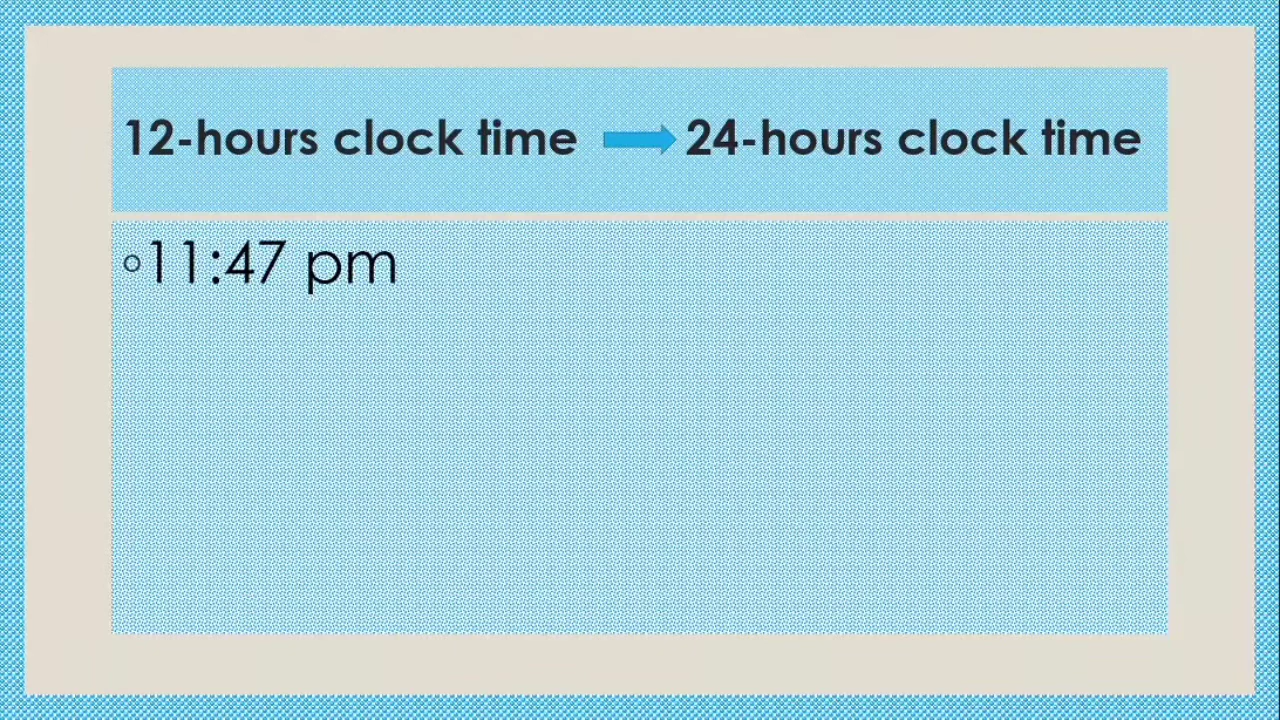 12-hours clock time → 24-hours clock time
◦11:47 pm